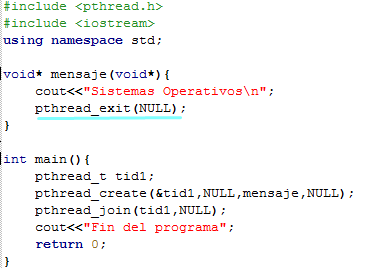 #include <pthread.h>
#include <iostream>
using namespace std;
void* mensaje(void*){
cout<<"Sistemas Operativos\n";
pthread_exit(NULL);
}
int main(){
pthread_t tid1;
pthread_create(&tid1,NULL,mensaje,NULL);
pthread_join(tid1,NULL);
cout<<"Fin del programa";
return 0;
}